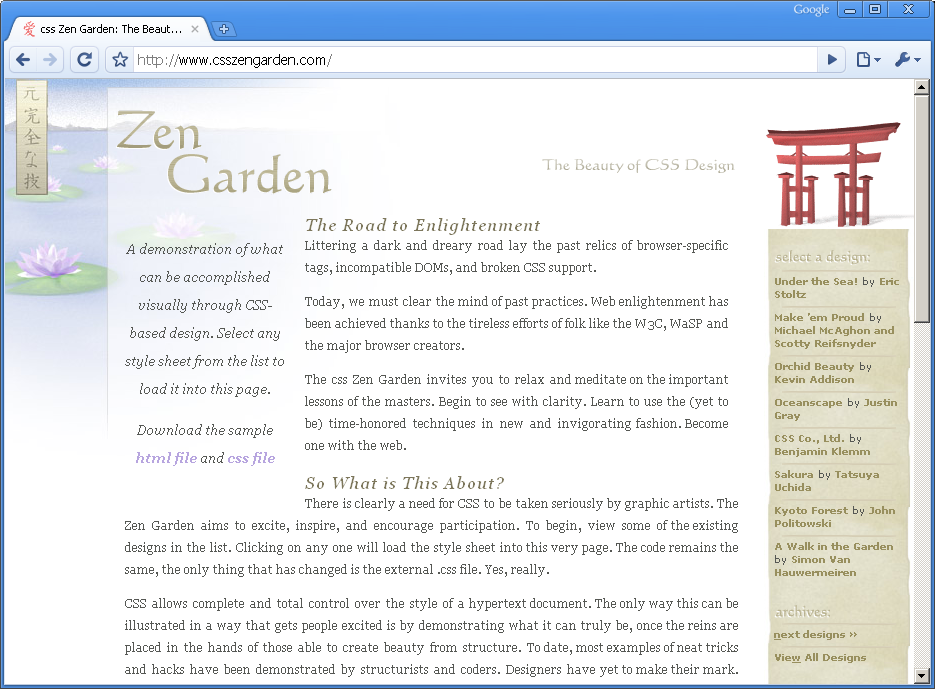 Google
css Zen Garden: The Beaut...
http://www.csszengarden.com/
元
完
全
な
技
Zen
Garden
The Beauty of CSS Design
A demonstration of what
can be accomplished
visually through CSS-
based design. Select any
style sheet from the list to
load it into this page.
Download the sample
html file and css file
The Road to Enlightenment
Littering a dark and dreary road lay the past relics of browser-specific
tags, incompatible DOMs, and broken CSS support.
Today, we must clear the mind of past practices. Web enlightenment has
been achieved thanks to the tireless efforts of folk like the W3C, WaSP and
the major browser creators.
The css Zen Garden invites you to relax and meditate on the important
lessons of the masters. Begin to see with clarity. Learn to use the (yet to
be) time-honored techniques in new and invigorating fashion. Become
one with the web.
So What is This About?
There is clearly a need for CSS to be taken seriously by graphic artists. The
Zen Garden aims to excite, inspire, and encourage participation. To begin, view some of the existing
designs in the list. Clicking on any one will load the style sheet into this very page. The code remains the
same, the only thing that has changed is the external .css file. Yes, really.
CSS allows complete and total control over the style of a hypertext document. The only way this can be
illustrated in a way that gets people excited is by demonstrating what it can truly be, once the reins are
placed in the hands of those able to create beauty from structure. To date, most examples of neat tricks
and hacks have been demonstrated by structurists and coders. Designers have yet to make their mark.
select a design:
Under the Sea! by Eric
Stoltz
Make 'em Proud by
Michael McAghon and
Scotty Reifsnyder
Orchid Beauty by
Kevin Addison
Oceanscape by Justin
Gray
CSS Co., Ltd. by
Benjamin Klemm
Sakura by Tatsuya
Uchida
Kyoto Forest by John
Politowski
A Walk in the Garden
by Simon Van
Hauwermeiren
archives:
next designs »
View All Designs